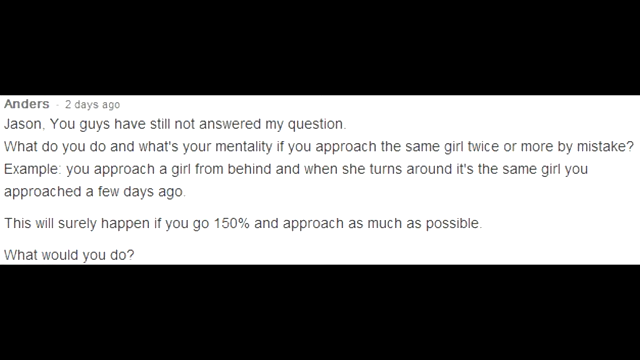 Anders · 2 days ago
Jason, You guys have still not answered my question.
What do you do and what's your mentality if you approach the same girl twice or more by mistake?
Example: you approach a girl from behind and when she turns around it's the same girl you
approached a few days ago.
This will surely happen if you go 150% and approach as much as possible.
What would you do?